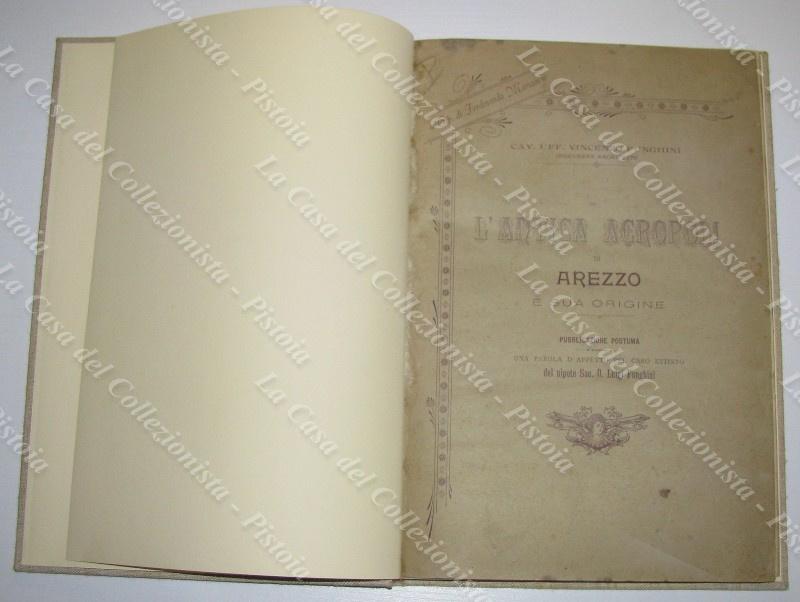 CAV. UFF. VINCENZO FUNGHINI
L'ANTICA ACROPOLI
DI
AREZZO
E SUA ORIGINE
PUBBLICAZIONE POSTUMA
UNA PAROLA D'AFFETTO DEL CARO ESTINTO
del nipote Sac. D. Luigi Funghini
La Casa del Collezionista - Pistoia